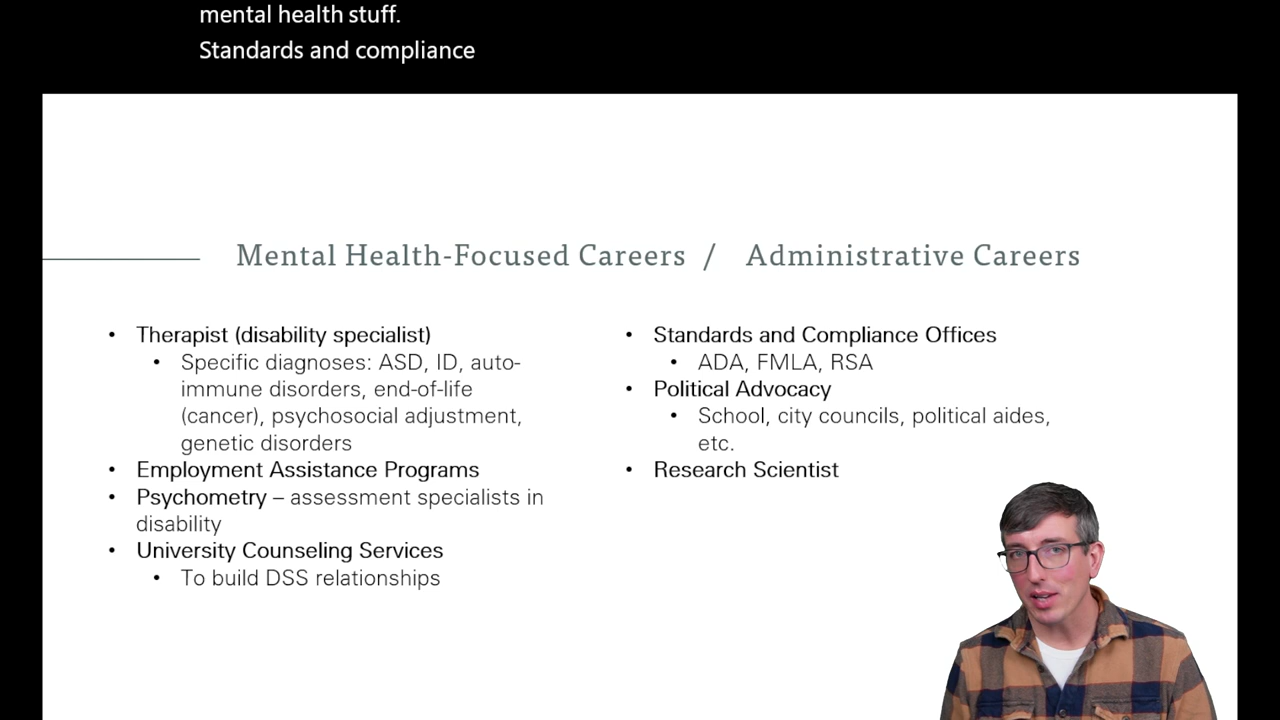 mental health stuff.
Standards and compliance
Mental Health-Focused Careers / Administrative Careers
• Therapist (disability specialist)
• Specific diagnoses: ASD, ID, auto-
immune disorders, end-of-life
(cancer), psychosocial adjustment,
genetic disorders
• Employment Assistance Programs
• Psychometry – assessment specialists in
disability
• University Counseling Services
• To build DSS relationships
• Standards and Compliance Offices
• ADA, FMLA, RSA
• Political Advocacy
• School, city councils, political aides,
etc.
• Research Scientist